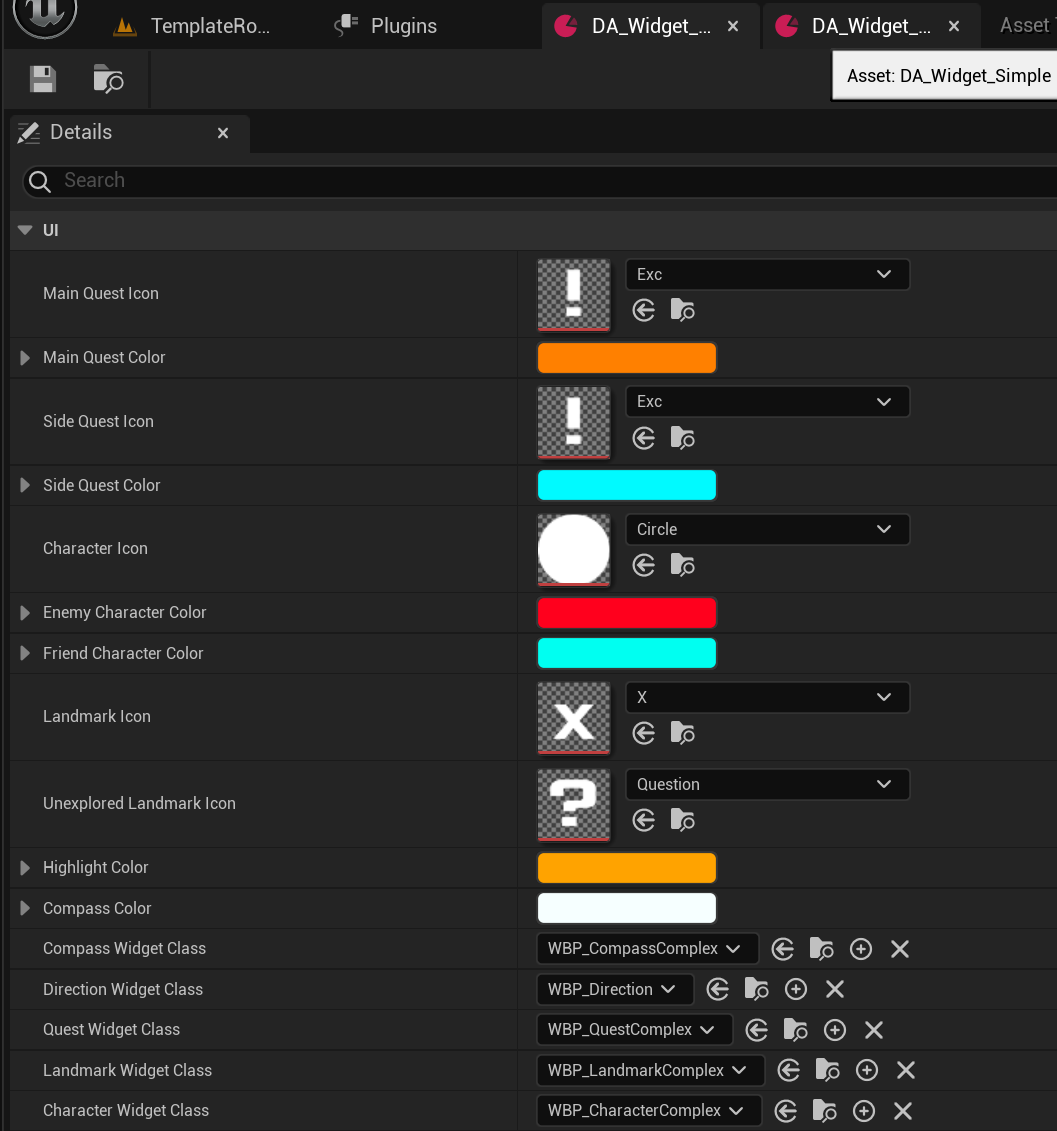 TemplateRo...
Plugins
DA_Widget_...
DA_Widget_...
Asset
Asset: DA_Widget_Simple
Details
Search
UI
Main Quest Icon
Exc
Main Quest Color
Side Quest Icon
Exc
Side Quest Color
Character Icon
Circle
Enemy Character Color
Friend Character Color
Landmark Icon
X
Unexplored Landmark Icon
Question
Highlight Color
Compass Color
Compass Widget Class
WBP_CompassComplex
Direction Widget Class
WBP_Direction
Quest Widget Class
WBP_QuestComplex
Landmark Widget Class
WBP_LandmarkComplex
Character Widget Class
WBP_CharacterComplex